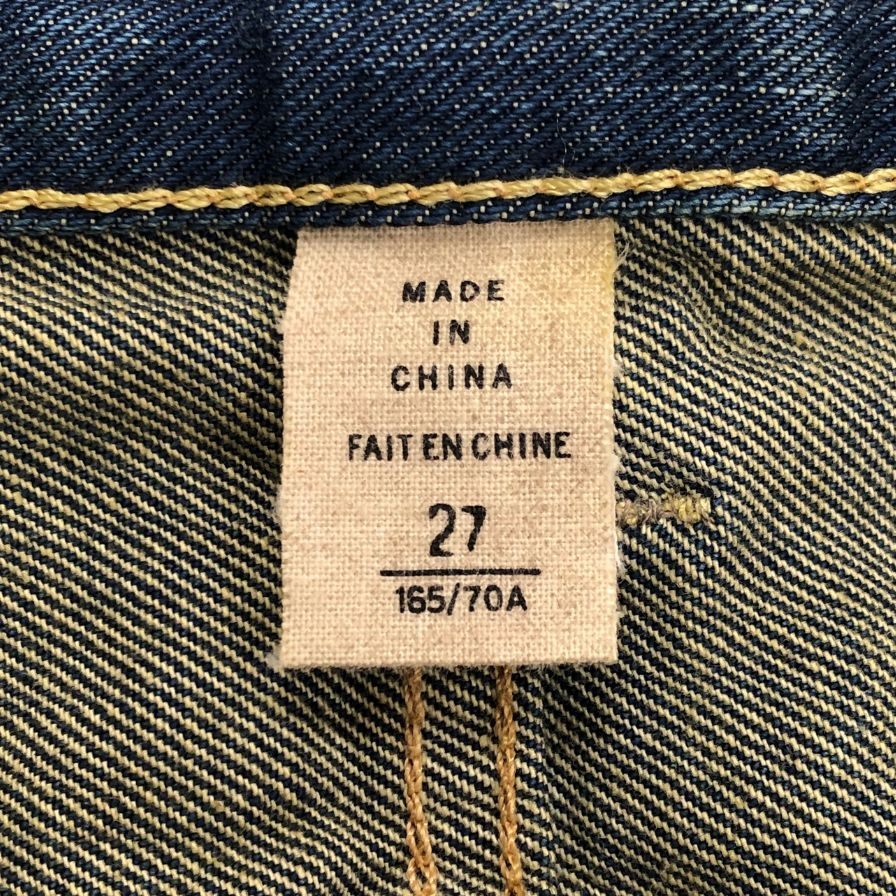 MADE
IN
CHINA
FAIT EN CHINE
27
165/70A